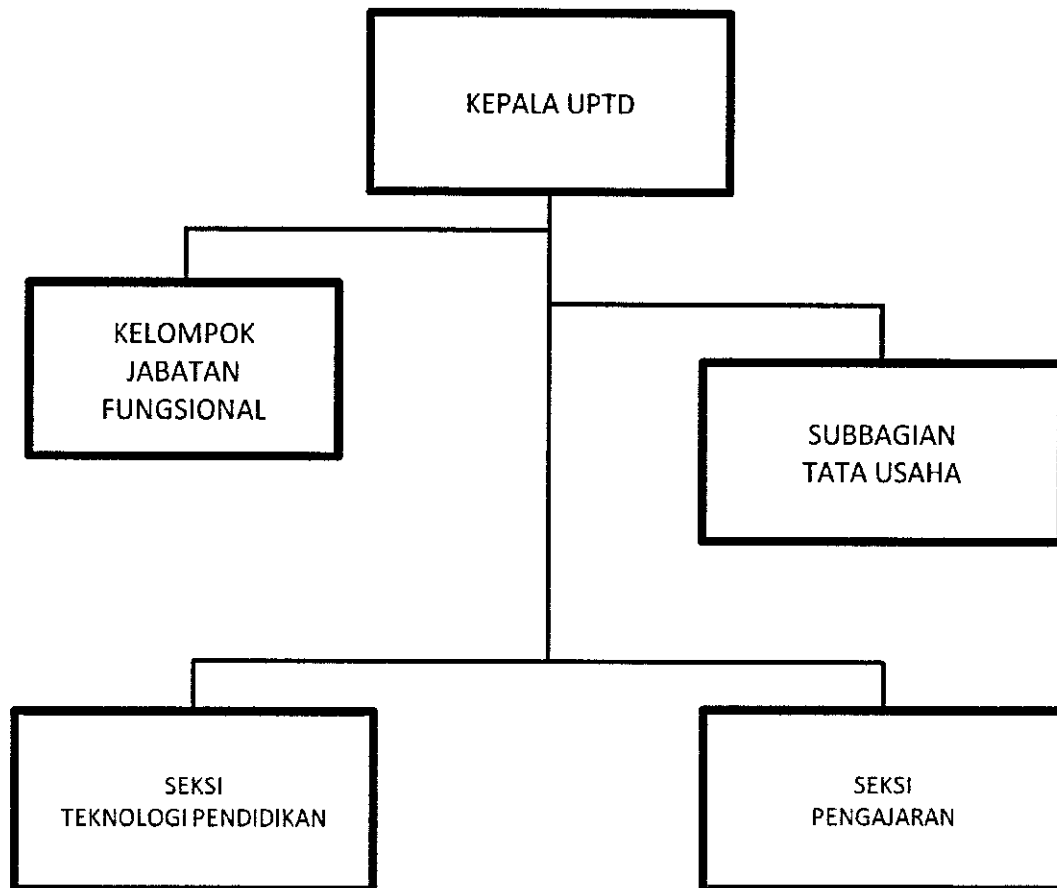 KEPALA UPTD
KELOMPOK
JABATAN
FUNGSIONAL
SUBBAGIAN
TATA USAHA
SEKSI
TEKNOLOGI PENDIDIKAN
SEKSI
PENGAJARAN